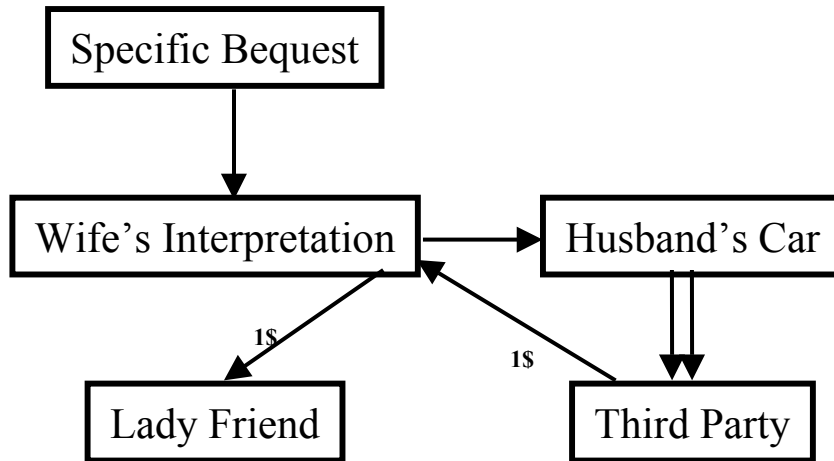 Specific Bequest
Wife’s Interpretation
Husband’s Car
1$
1$
Lady Friend
Third Party